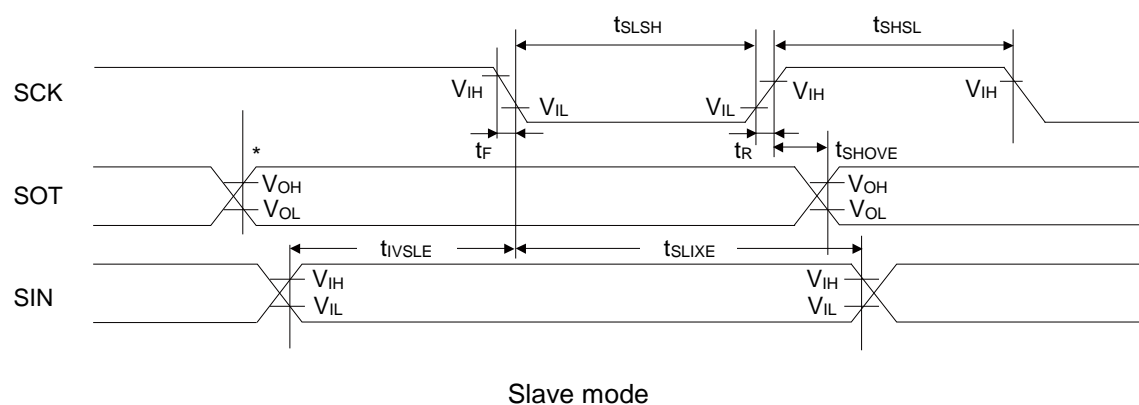 tSLSH tSHSL
SCK VIH VIL VIL VIH VIH
tF tR tSHOVE
*
SOT VOH VOL VOH VOL
tIVSLE tSLIXE
SIN VIH VIL VIH VIL
Slave mode